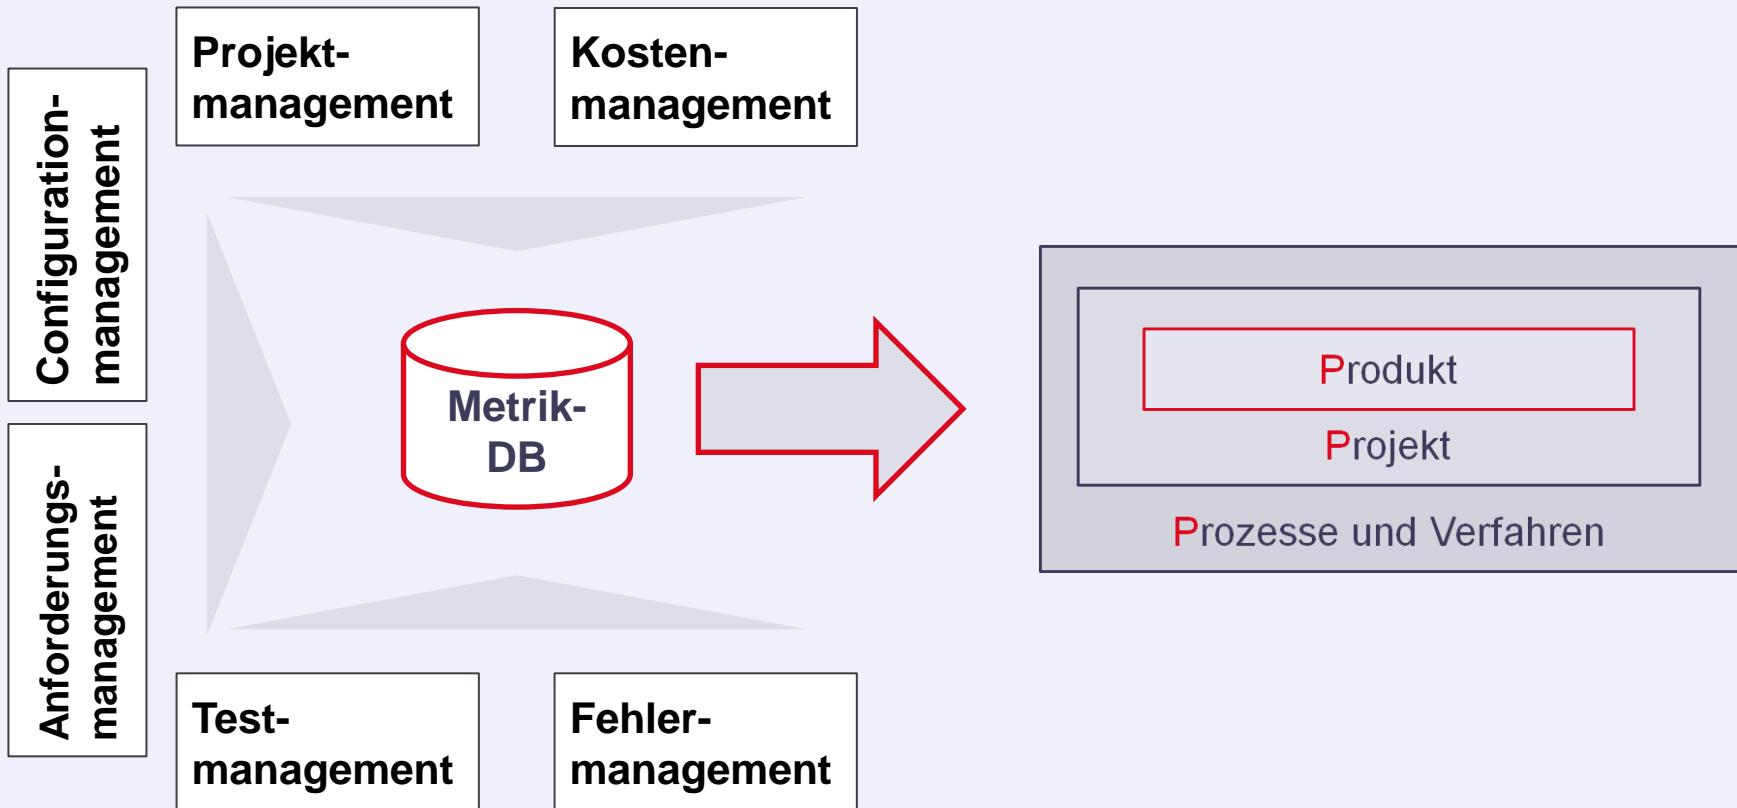 Projekt-
management
Kosten-
management
Configuration-
management
Anforderungs-
management
Metrik-
DB
Produkt
Projekt
Prozesse und Verfahren
Test-
management
Fehler-
management